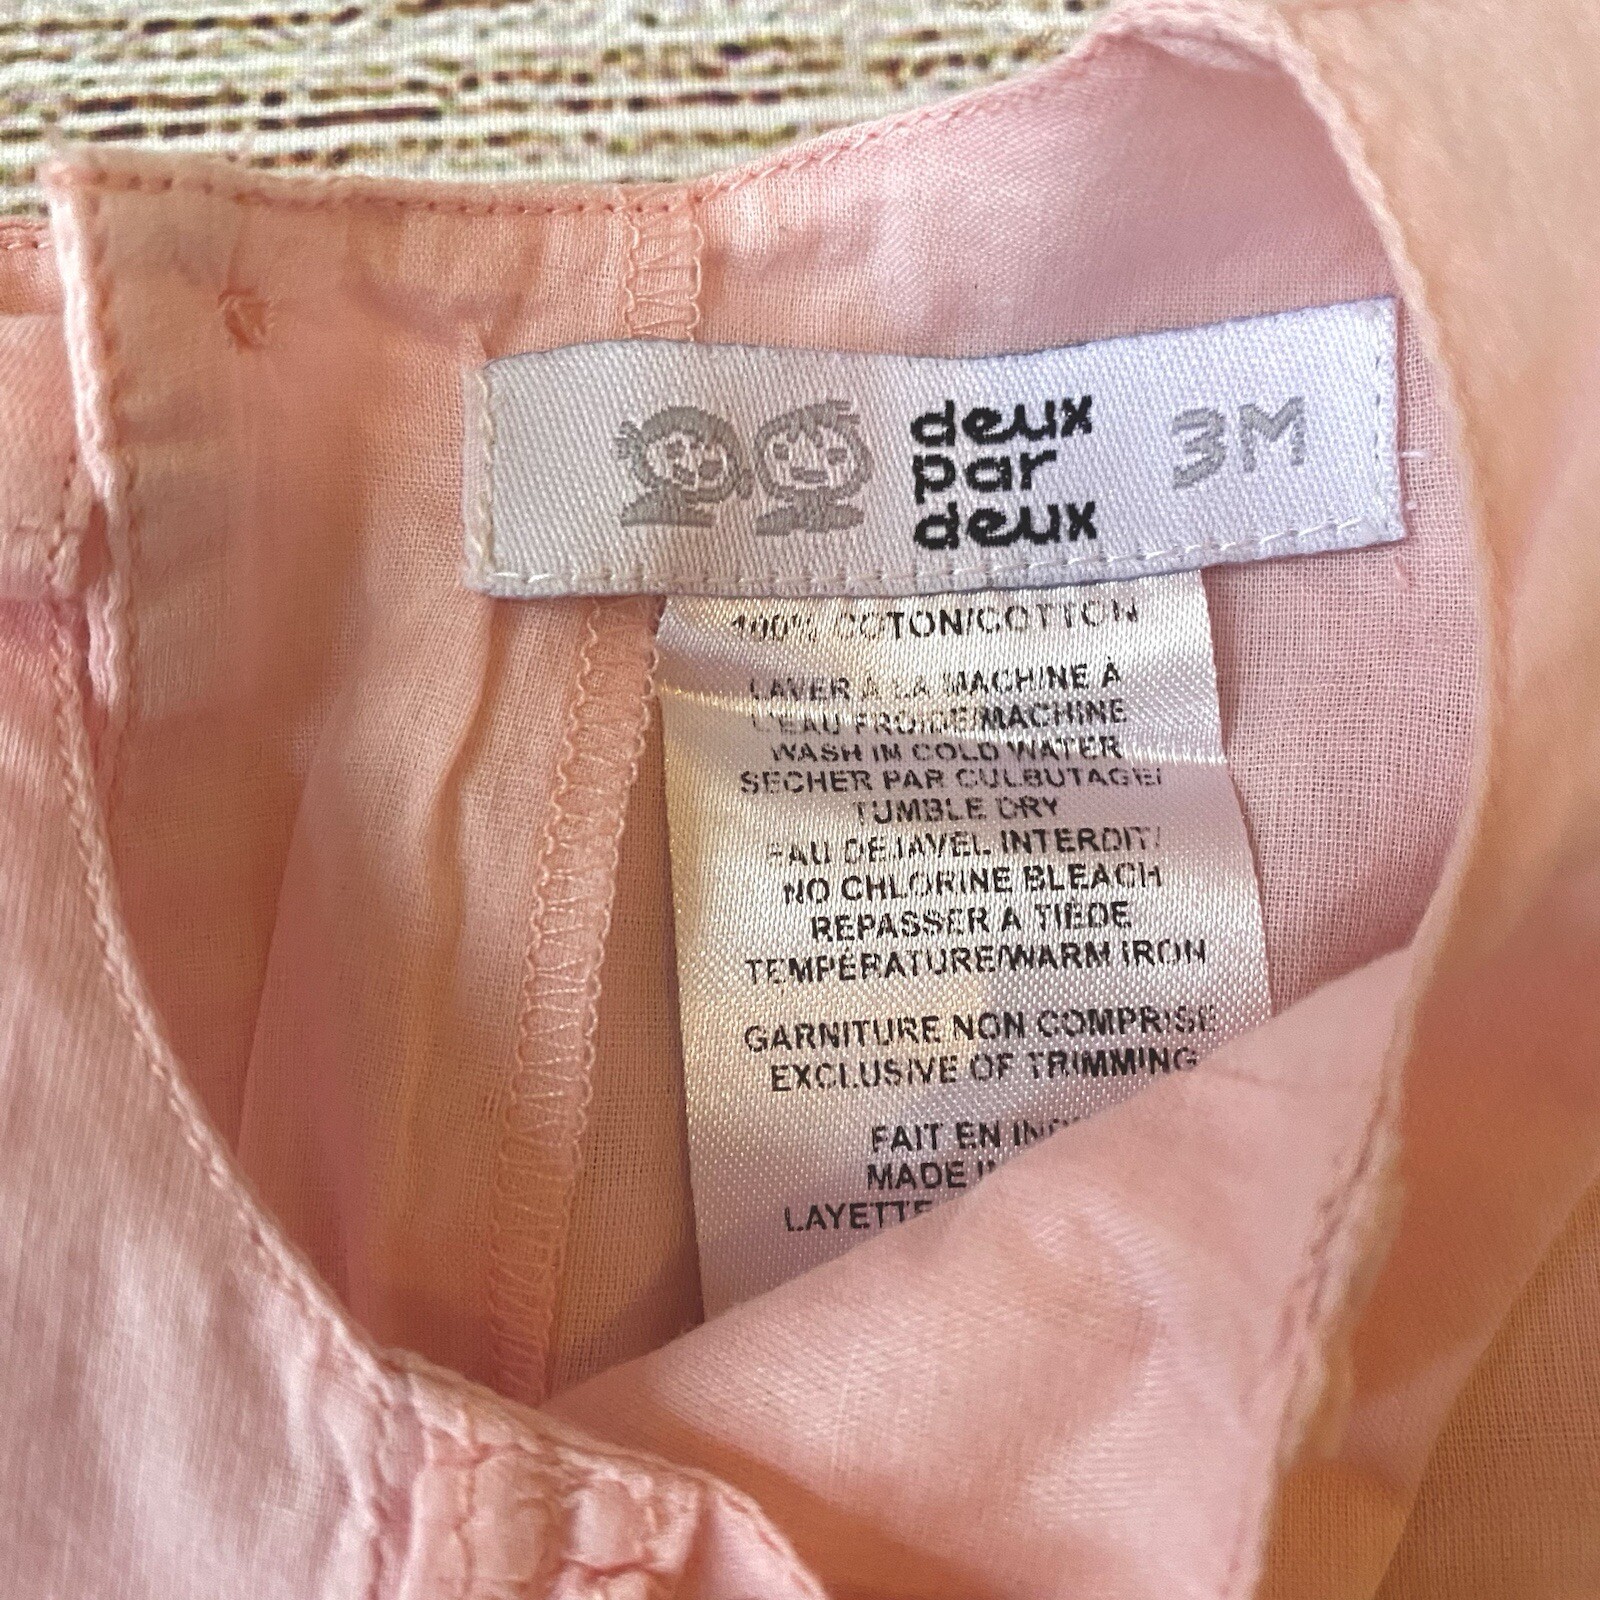 deux
par
deux
3M
100% COTON/COTTON
LAVER À LA MACHINE À
L'EAU FROIDE/MACHINE
WASH IN COLD WATER
SECHER PAR CULBUTAGE/
TUMBLE DRY
EAU DE JAVEL INTERDIT/
NO CHLORINE BLEACH
REPASSER A TIEDE
TEMPÉRATURE/WARM IRON
GARNITURE NON COMPRISE
EXCLUSIVE OF TRIMMING
FAIT EN
MADE
LAYETTE